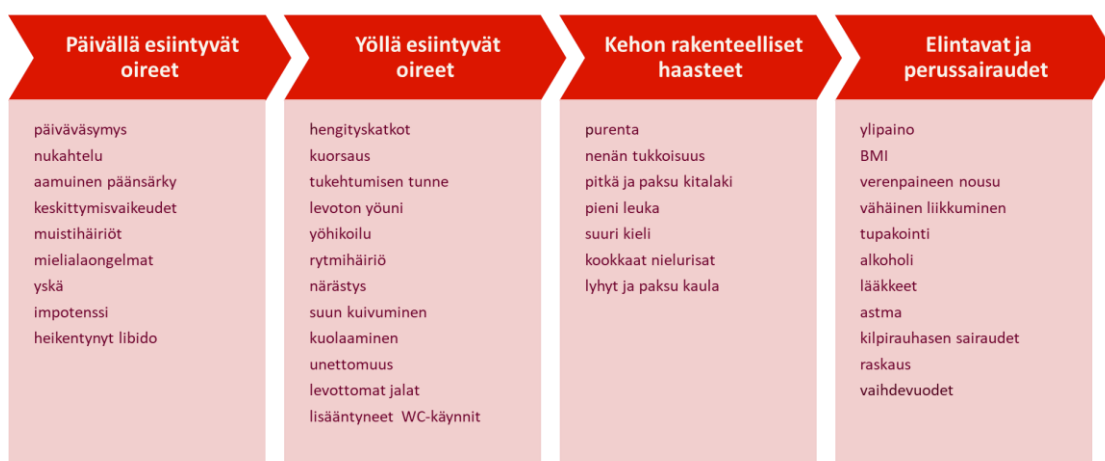 Päivällä esiintyvät
oireet
päiväväsymys
nukahtelu
aamuinen päänsärky
keskittymisvaikeudet
muistihäiriöt
mielialaongelmat
yskä
impotenssi
heikentynyt libido
Yöllä esiintyvät
oireet
hengityskatkot
kuorsaus
tukehtumisen tunne
levoton yöuni
yöhikoilu
rytmihäiriö
närästys
suun kuivuminen
kuolaaminen
unettomuus
levottomat jalat
lisääntyneet WC-käynnit
Kehon rakenteelliset
haasteet
purenta
nenän tukkoisuus
pitkä ja paksu kitalaki
pieni leuka
suuri kieli
kookkaat nielurisat
lyhyt ja paksu kaula
Elintavat ja
perussairaudet
ylipaino
BMI
verenpaineen nousu
vähäinen liikkuminen
tupakointi
alkoholi
lääkkeet
astma
kilpirauhasen sairaudet
raskaus
vaihdevuodet